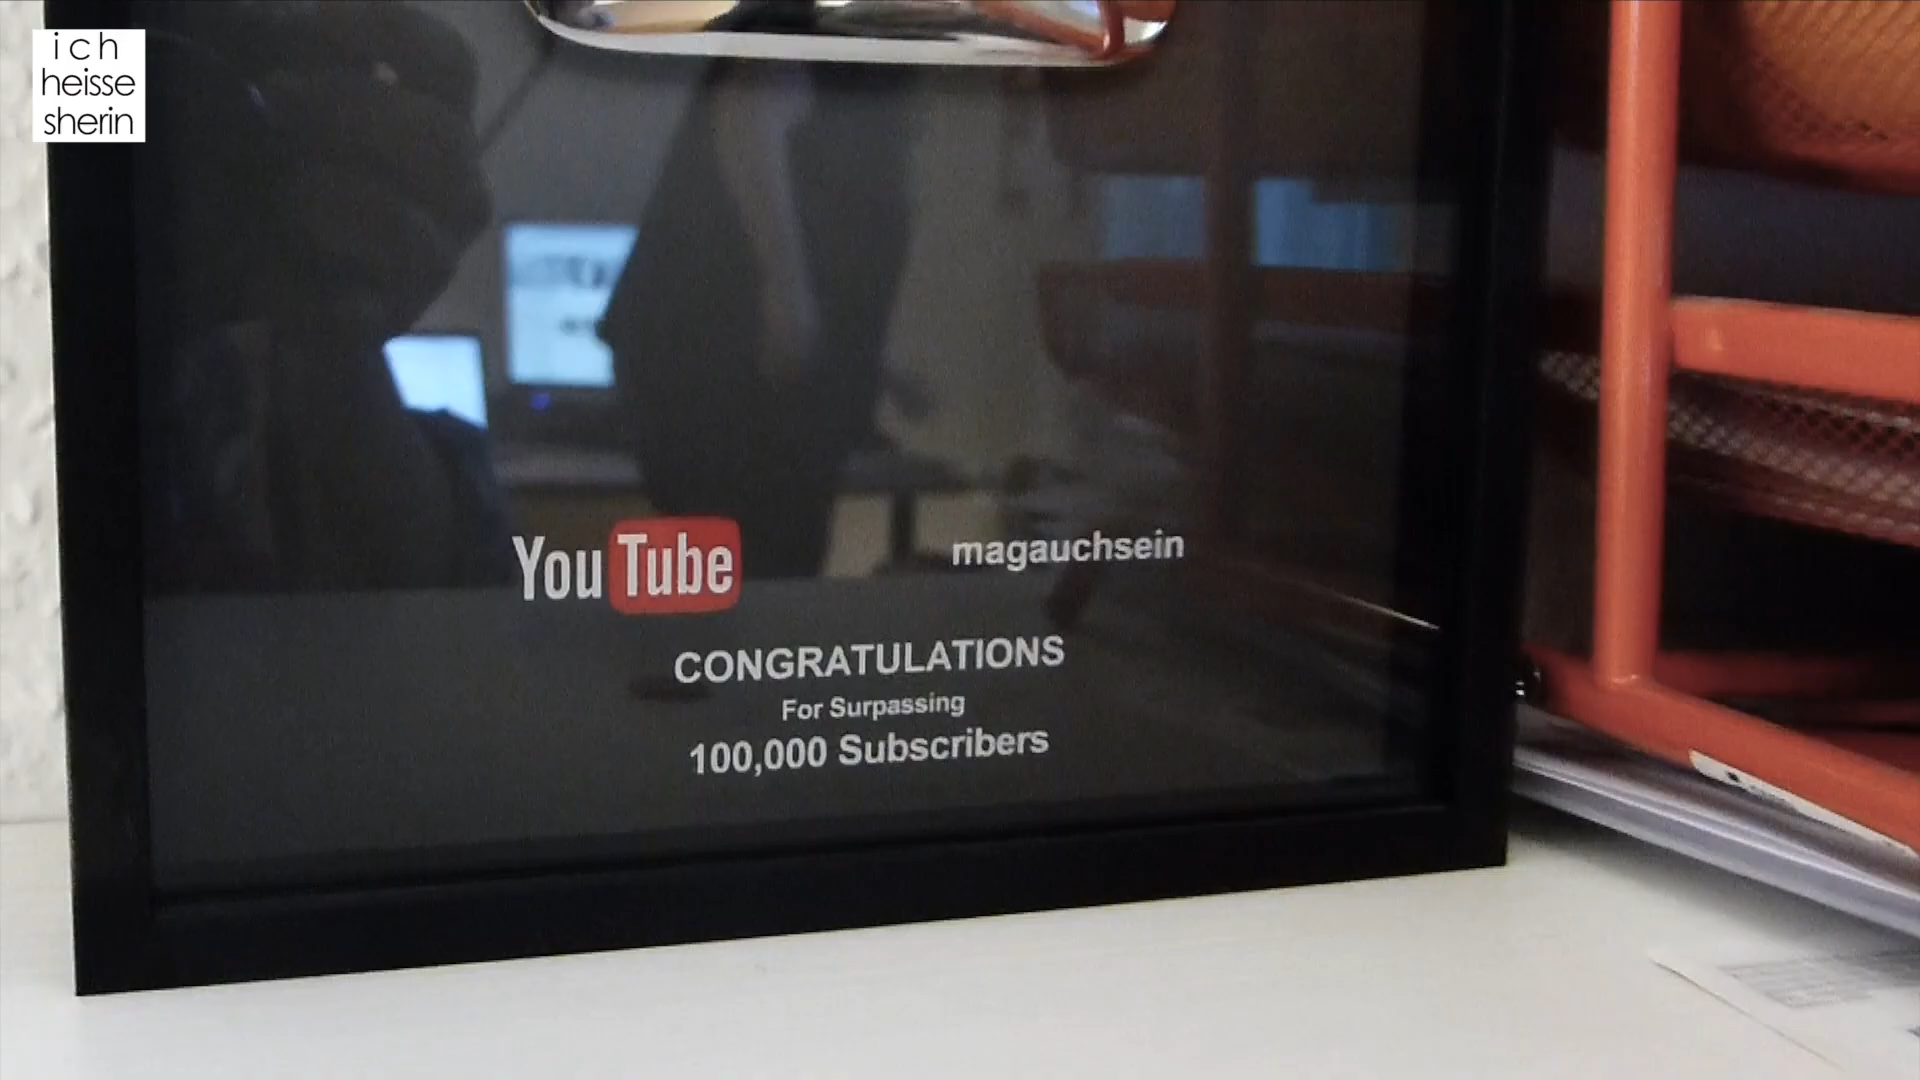 ich
heisse
sherin
YouTube
magauchsein
CONGRATULATIONS
For Surpassing
100,000 Subscribers